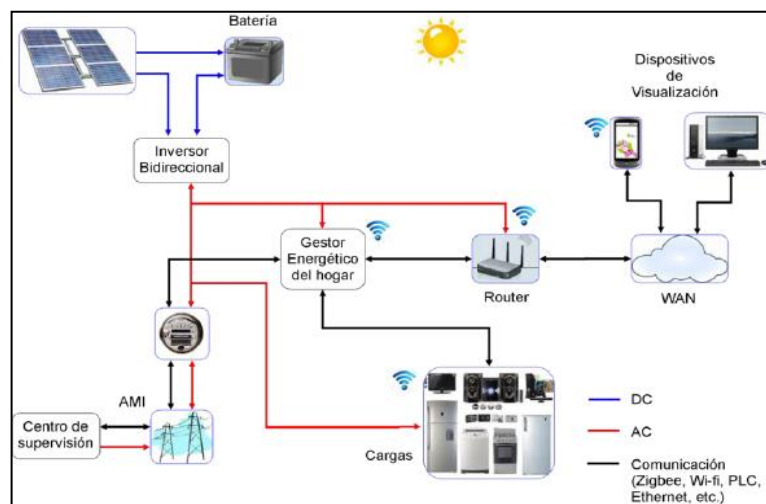 Batería
Dispositivos
de
Visualización
Inversor
Bidireccional
Gestor
Energético
del hogar
Router
WAN
AMI
Centro de
supervisión
Cargas
DC
AC
Comunicación
(Zigbee, Wi-fi, PLC,
Ethernet, etc.)